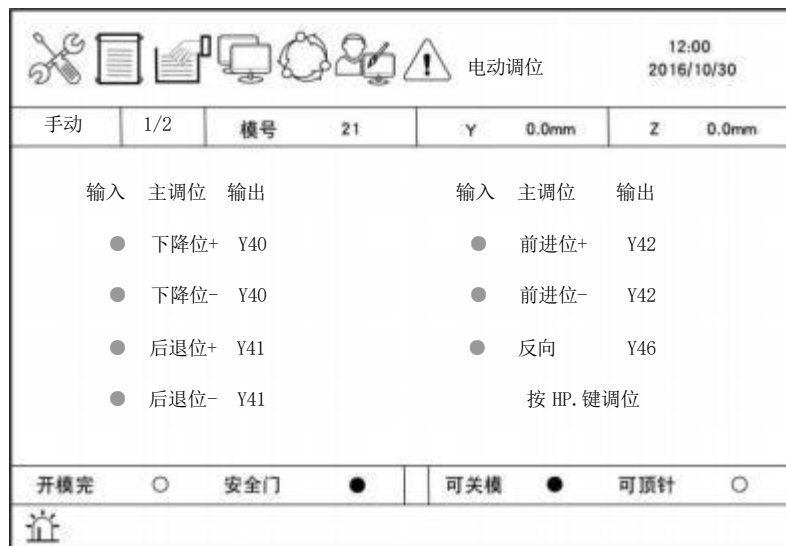 电动调位 12:00
2016/10/30
手动 1/2 模号 21 Y 0.0mm Z 0.0mm
输入 主调位 输出 输入 主调位 输出
下降位+ Y40 前进位+ Y42
下降位- Y40 前进位- Y42
后退位+ Y41 反向 Y46
后退位- Y41 按 HP.键调位
开模完 安全门 可关模 可顶针